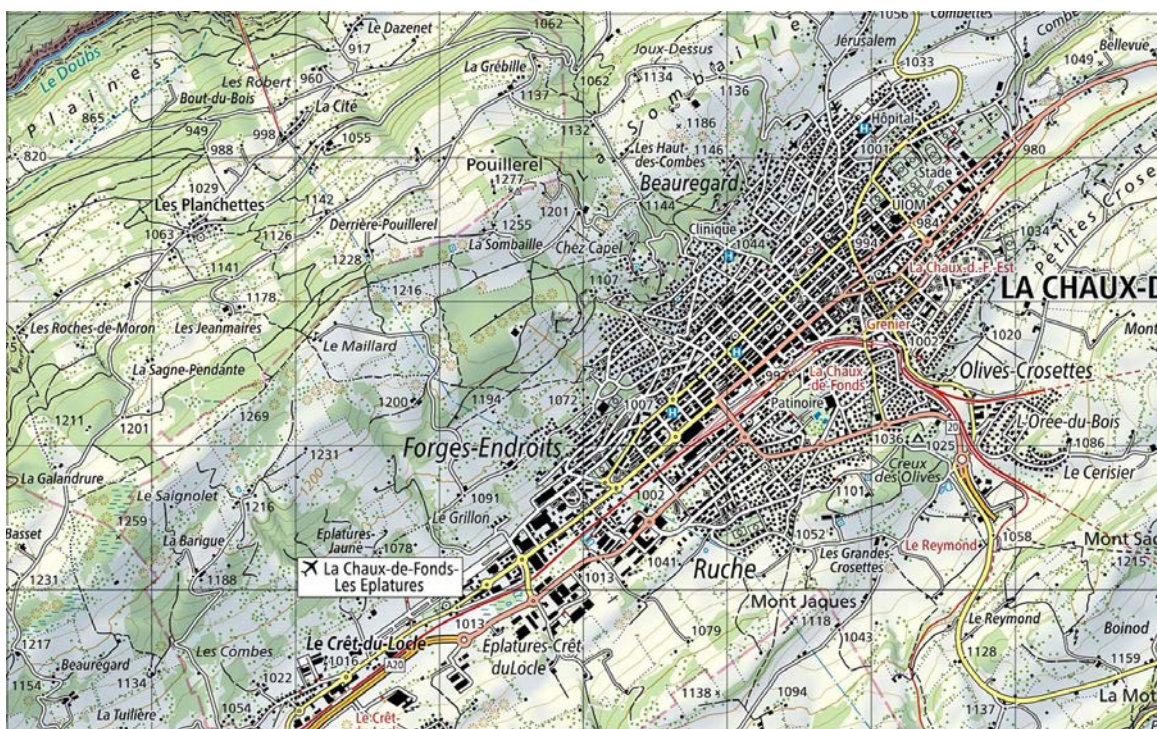 1062
Le Dazenet
917
Joux-Dessus
1134
Jérusalem
1056
Combettes
1033
Bellevue
1049
Le Doubs
Plaines
Les Robert
960
La Grébille
1137
1062
Bout-du-Bois
La Cité
865
949
998
1055
1132
La Sombaille
1136
1186
Hôpital
H
1001
980
820
988
Les Haut-
des-Combes
1146
Stade
Pouillerel
1277
Beauregard
1144
UIOM
984
1029
Les Planchettes
1142
1201
1063
1126
Derrière-Pouillerel
1255
La Sombaille
Chez Capel
Clinique
1044
H
994
1034
Petites Crose
1228
1141
1107
La Chaux-d.-F.-Est
1178
1216
LA CHAUX-D
Les Roches-de-Moron
Les Jeanmaires
Le Maillard
Grenier
1002
1020
Mont
La Sagne-Pendante
H
La Chaux-
de-Fonds
Olives-Crosettes
1211
1201
1269
1200
1194
1072
1007
H
992
Patinoire
L'Orée-du-Bois
1036
20
1025
1086
1231
Forges-Endroits
La Galandrure
Le Cerisier
Creux
des Olives
Le Saignolet
1259
1216
1200
1091
1002
1101
Basset
La Barigue
Eplatures-
Jaune
1078
Le Grillon
1052
Les Grandes-
Crosettes
Le Reymond
1058
Mont Sag
1215
1231
1188
La Chaux-de-Fonds-
Les Eplatures
1013
1041
Ruche
Mont Jaques
1118
1217
1013
Le Crêt-du-Locle
Eplatures-Crêt
duLocle
1079
1043
Le Reymond
Boinod
1128
Beauregard
Les Combes
1016
A20
1159
1154
1134
1022
1138
1094
La Tuilière
1054
Le Crêt-
1137
La Mot